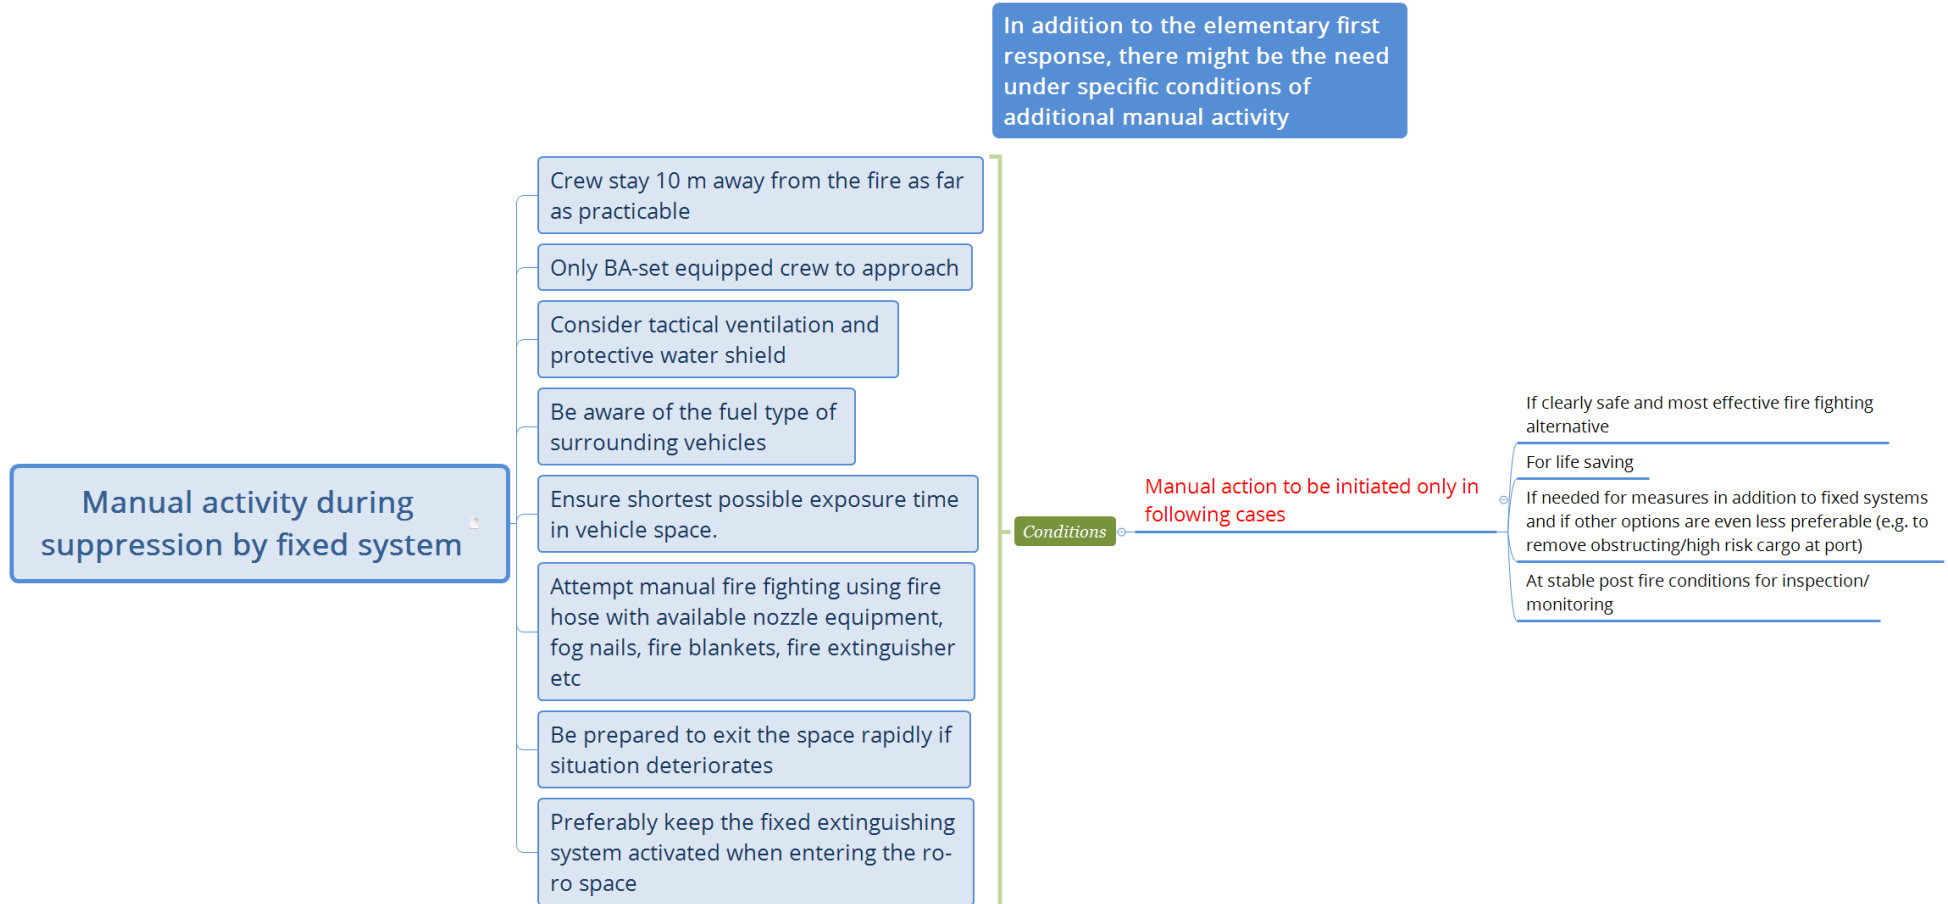 In addition to the elementary first
response, there might be the need
under specific conditions of
additional manual activity
Manual activity during
suppression by fixed system
Crew stay 10 m away from the fire as far
as practicable
Only BA-set equipped crew to approach
Consider tactical ventilation and
protective water shield
Be aware of the fuel type of
surrounding vehicles
Ensure shortest possible exposure time
in vehicle space.
Attempt manual fire fighting using fire
hose with available nozzle equipment,
fog nails, fire blankets, fire extinguisher
etc
Be prepared to exit the space rapidly if
situation deteriorates
Preferably keep the fixed extinguishing
system activated when entering the ro-
ro space
Conditions
Manual action to be initiated only in
following cases
If clearly safe and most effective fire fighting
alternative
For life saving
If needed for measures in addition to fixed systems
and if other options are even less preferable (e.g. to
remove obstructing/high risk cargo at port)
At stable post fire conditions for inspection/
monitoring